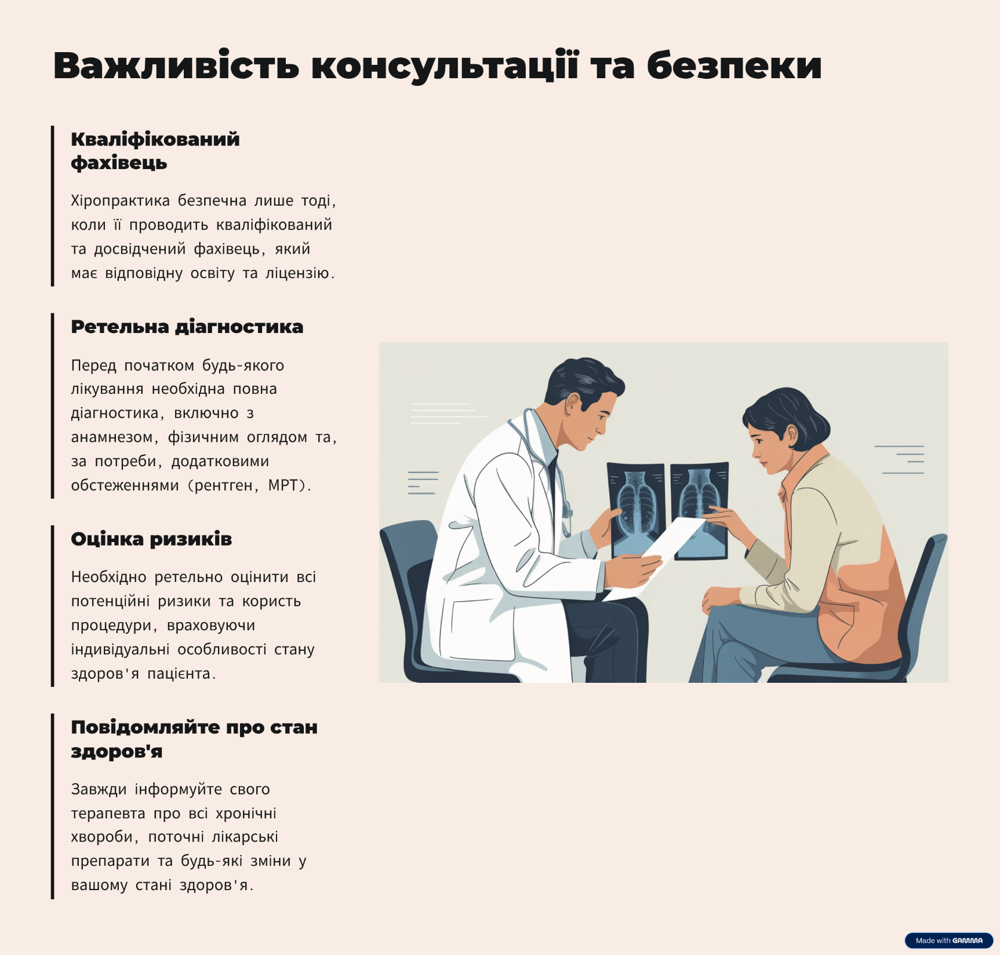 Важливість консультації та безпеки
Кваліфікований
фахівець
Хіропрактика безпечна лише тоді,
коли її проводить кваліфікований
та досвідчений фахівець, який
має відповідну освіту та ліцензію.
Ретельна діагностика
Перед початком будь-якого
лікування необхідна повна
діагностика, включно з
анамнезом, фізичним оглядом та,
за потреби, додатковими
обстеженнями (рентген, МРТ).
Оцінка ризиків
Необхідно ретельно оцінити всі
потенційні ризики та користь
процедури, враховуючи
індивідуальні особливості стану
здоров'я пацієнта.
Повідомляйте про стан
здоров'я
Завжди інформуйте свого
терапевта про всі хронічні
хвороби, поточні лікарські
препарати та будь-які зміни у
вашому стані здоров'я.
Made with GAMMA